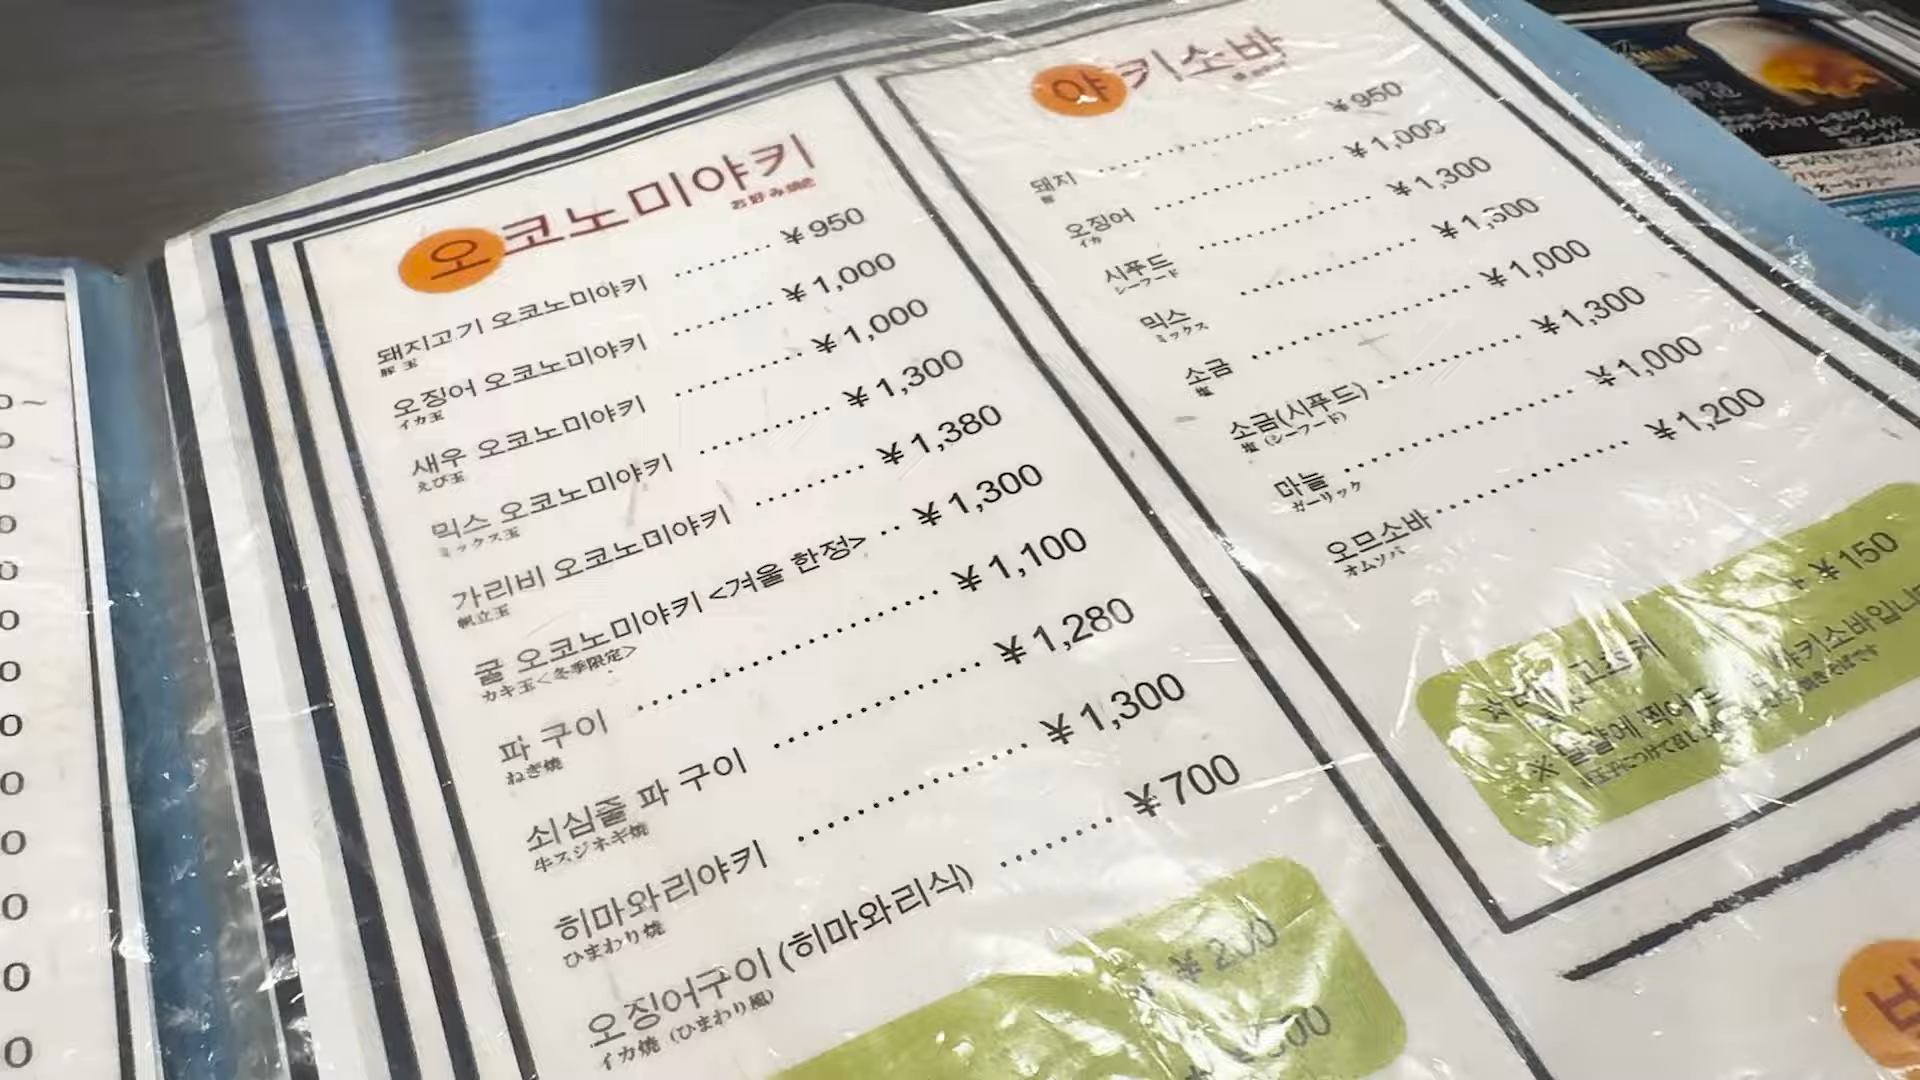 오코노미야키
お好み焼き
돼지고기 오코노미야키 ¥950
豚玉
오징어 오코노미야키 ¥1,000
イカ玉
새우 오코노미야키 ¥1,000
えび玉
믹스 오코노미야키 ¥1,300
ミックス玉
가리비 오코노미야키 ¥1,380
帆立玉
굴 오코노미야키 <겨울 한정> ¥1,300
カキ玉<冬季限定>
파 구이 ¥1,100
ねぎ焼
쇠심줄 파 구이 ¥1,280
牛スジネギ焼
히마와리야키 ¥1,300
ひまわり焼
오징어구이 (히마와리식) ¥700
イカ焼 (ひまわり風)
야키소바
돼지 ¥950
豚
오징어 ¥1,000
イカ
시푸드 ¥1,300
シーフード
믹스 ¥1,500
ミックス
소금 ¥1,000
塩
소금(시푸드) ¥1,300
塩 (シーフード)
마늘 ¥1,000
ガーリック
오므소바 ¥1,200
オムソバ
+ ¥150